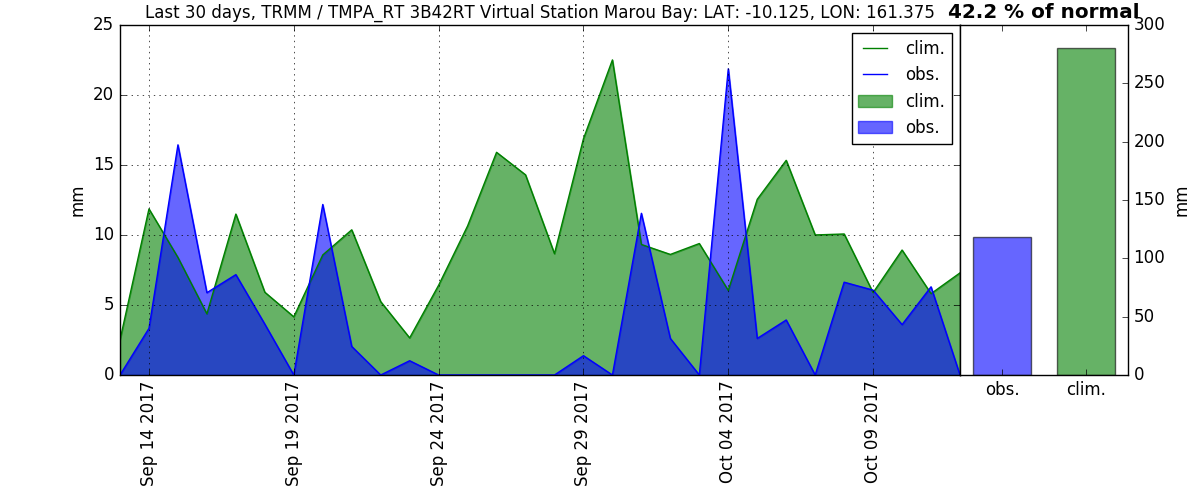 Last 30 days, TRMM / TMPA_RT 3B42RT Virtual Station Marou Bay: LAT: -10.125, LON: 161.375
42.2 % of normal
25
20
15
10
5
0
mm
clim.
obs.
clim.
obs.
Sep 14 2017
Sep 19 2017
Sep 24 2017
Sep 29 2017
Oct 04 2017
Oct 09 2017
300
250
200
150
100
50
0
mm
obs.
clim.